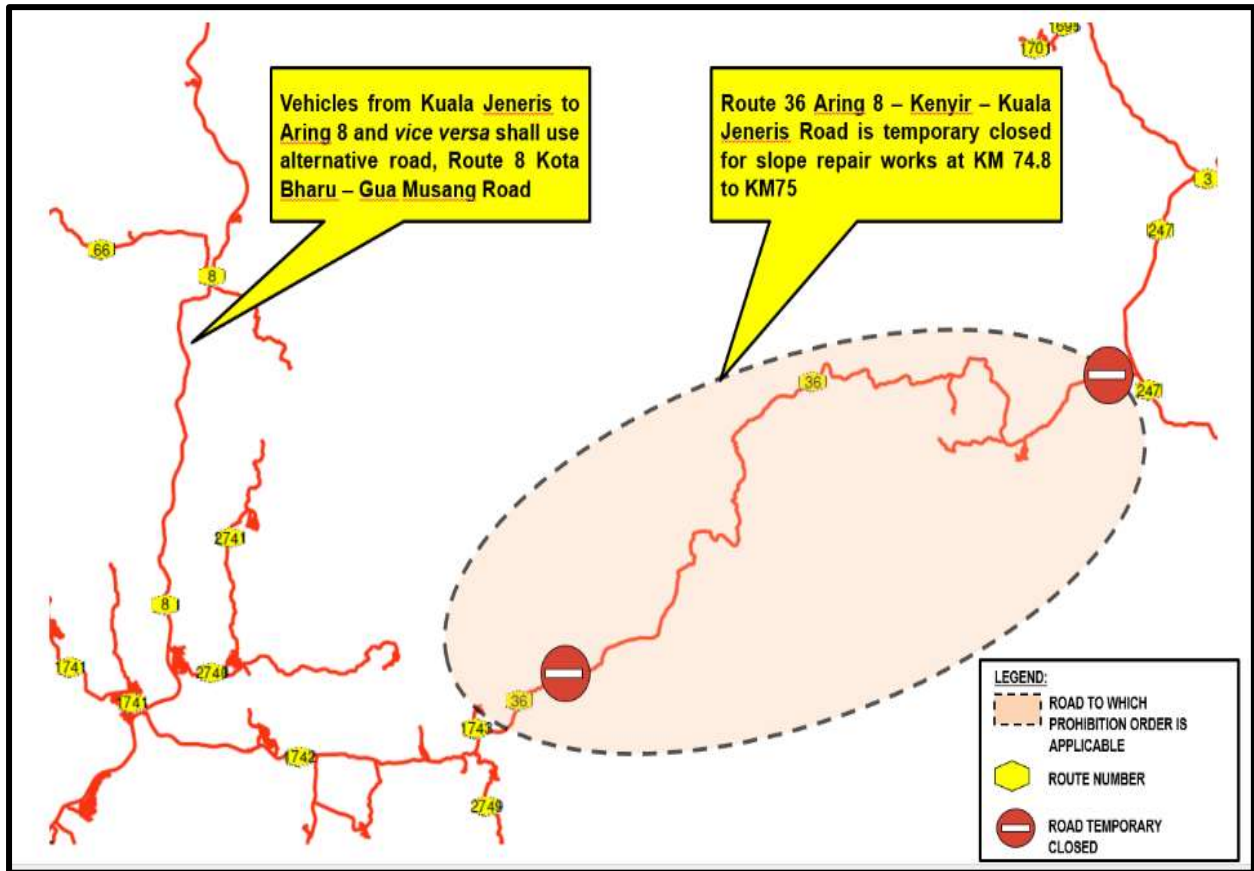 Vehicles from Kuala Jeneris to
Aring 8 and vice versa shall use
alternative road, Route 8 Kota
Bharu – Gua Musang Road
Route 36 Aring 8 – Kenyir – Kuala
Jeneris Road is temporary closed
for slope repair works at KM 74.8
to KM75
1701
3
247
66
8
36
247
2741
8
1741
2740
1741
36
1743
1742
2749
LEGEND:
ROAD TO WHICH
PROHIBITION ORDER IS
APPLICABLE
ROUTE NUMBER
ROAD TEMPORARY
CLOSED